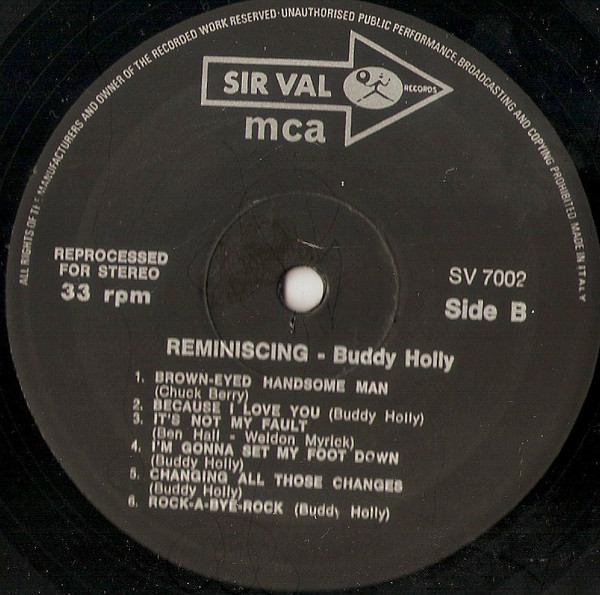 ALL RIGHTS OF THE MANUFACTURERS AND OWNER OF THE RECORDED WORK RESERVED·UNAUTHORISED PUBLIC PERFORMANCE, BROADCASTING AND COPYING PROHIBITED MADE IN ITALY
SIR VAL RECORDS
mca
REPROCESSED
FOR STEREO
33 rpm
SV 7002
Side B
REMINISCING - Buddy Holly
1. BROWN-EYED HANDSOME MAN
(Chuck Berry)
2. BECAUSE I LOVE YOU (Buddy Holly)
3. IT'S NOT MY FAULT
(Ben Hall - Weldon Myrick)
4. I'M GONNA SET MY FOOT DOWN
(Buddy Holly)
5. CHANGING ALL THOSE CHANGES
(Buddy Holly)
6. ROCK-A-BYE-ROCK (Buddy Holly)